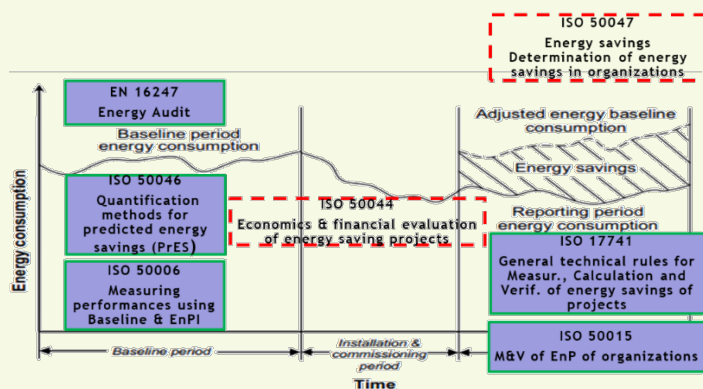 ISO 50047
Energy savings
Determination of energy
savings in organizations
EN 16247
Energy Audit
Baseline period
energy consumption
Adjusted energy baseline
consumption
Energy savings
Energy consumption
ISO 50046
Quantification
methods for
predicted energy
savings (PrES)
ISO 50044
Economics & financial evaluation
of energy saving projects
Reporting period
energy consumption
ISO 50006
Measuring
performances using
Baseline & EnPI
ISO 17741
General technical rules for
Measur., Calculation and
Verif. of energy savings of
projects
ISO 50015
M&V of EnP of organizations
Baseline period
Installation &
commissioning
period
Time